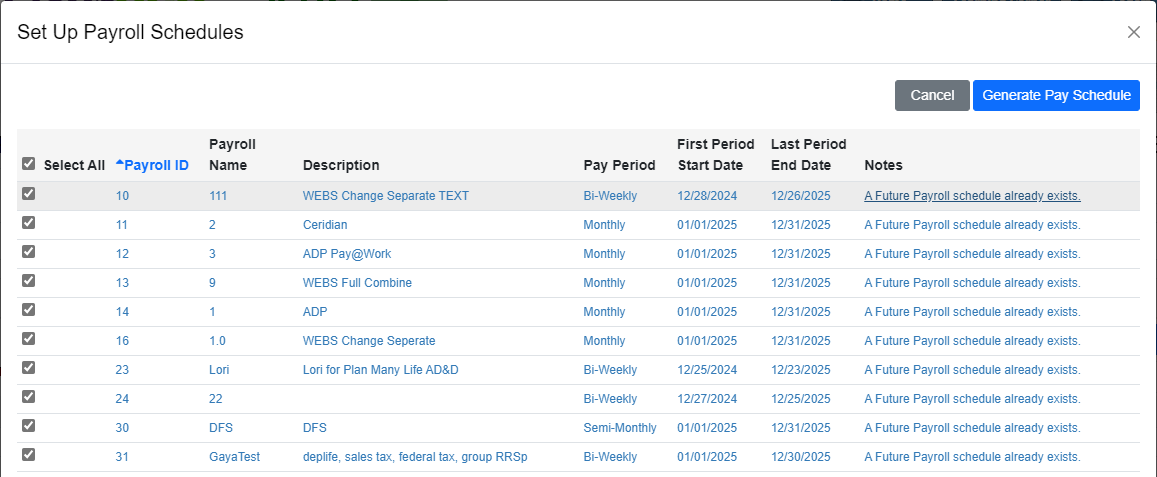 Set Up Payroll Schedules
Cancel Generate Pay Schedule
Select All Payroll ID Payroll Name Description Pay Period First Period Start Date Last Period End Date Notes
10 111 WEBS Change Separate TEXT Bi-Weekly 12/28/2024 12/26/2025 A Future Payroll schedule already exists.
11 2 Ceridian Monthly 01/01/2025 12/31/2025 A Future Payroll schedule already exists.
12 3 ADP Pay@Work Monthly 01/01/2025 12/31/2025 A Future Payroll schedule already exists.
13 9 WEBS Full Combine Monthly 01/01/2025 12/31/2025 A Future Payroll schedule already exists.
14 1 ADP Monthly 01/01/2025 12/31/2025 A Future Payroll schedule already exists.
16 1.0 WEBS Change Seperate Monthly 01/01/2025 12/31/2025 A Future Payroll schedule already exists.
23 Lori Lori for Plan Many Life AD&D Bi-Weekly 12/25/2024 12/23/2025 A Future Payroll schedule already exists.
24 22 Bi-Weekly 12/27/2024 12/25/2025 A Future Payroll schedule already exists.
30 DFS DFS Semi-Monthly 01/01/2025 12/31/2025 A Future Payroll schedule already exists.
31 GayaTest deplife, sales tax, federal tax, group RRSp Bi-Weekly 01/01/2025 12/30/2025 A Future Payroll schedule already exists.